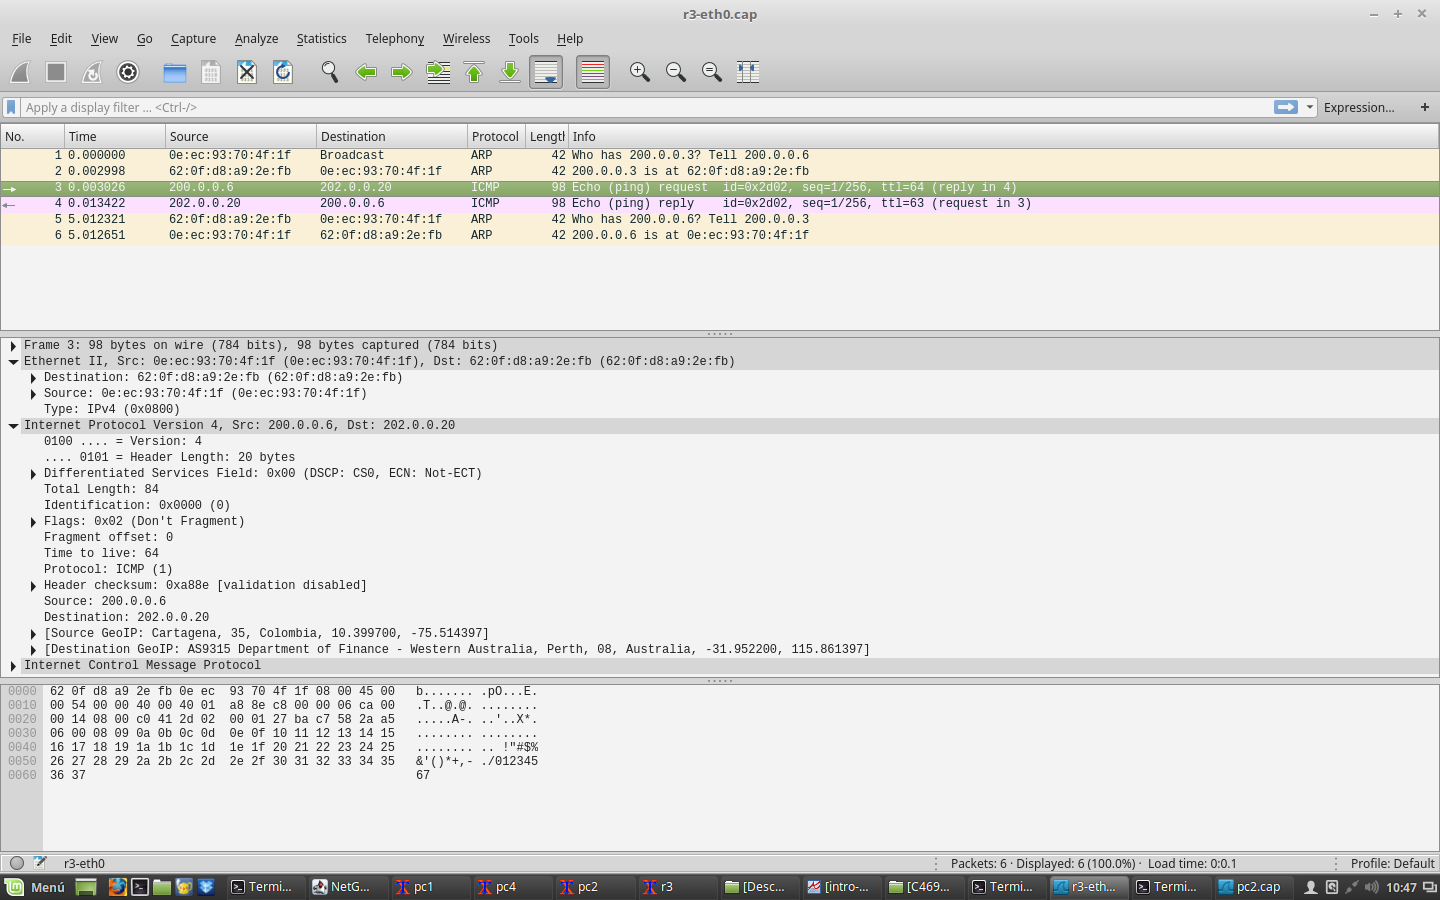 r3-eth0.cap
File Edit View Go Capture Analyze Statistics Telephony Wireless Tools Help
Apply a display filter ... <Ctrl-/> Expression... +
No. Time Source Destination Protocol Length Info
1 0.000000 0e:ec:93:70:4f:1f Broadcast ARP 42 Who has 200.0.0.3? Tell 200.0.0.6
2 0.002998 62:0f:d8:a9:2e:fb 0e:ec:93:70:4f:1f ARP 42 200.0.0.3 is at 62:0f:d8:a9:2e:fb
3 0.003026 200.0.0.6 202.0.0.20 ICMP 98 Echo (ping) request id=0x2d02, seq=1/256, ttl=64 (reply in 4)
4 0.013422 202.0.0.20 200.0.0.6 ICMP 98 Echo (ping) reply id=0x2d02, seq=1/256, ttl=63 (request in 3)
5 5.012321 62:0f:d8:a9:2e:fb 0e:ec:93:70:4f:1f ARP 42 Who has 200.0.0.6? Tell 200.0.0.3
6 5.012651 0e:ec:93:70:4f:1f 62:0f:d8:a9:2e:fb ARP 42 200.0.0.6 is at 0e:ec:93:70:4f:1f
Frame 3: 98 bytes on wire (784 bits), 98 bytes captured (784 bits)
Ethernet II, Src: 0e:ec:93:70:4f:1f (0e:ec:93:70:4f:1f), Dst: 62:0f:d8:a9:2e:fb (62:0f:d8:a9:2e:fb)
Destination: 62:0f:d8:a9:2e:fb (62:0f:d8:a9:2e:fb)
Source: 0e:ec:93:70:4f:1f (0e:ec:93:70:4f:1f)
Type: IPv4 (0x0800)
Internet Protocol Version 4, Src: 200.0.0.6, Dst: 202.0.0.20
0100 .... = Version: 4
.... 0101 = Header Length: 20 bytes
Differentiated Services Field: 0x00 (DSCP: CS0, ECN: Not-ECT)
Total Length: 84
Identification: 0x0000 (0)
Flags: 0x02 (Don't Fragment)
Fragment offset: 0
Time to live: 64
Protocol: ICMP (1)
Header checksum: 0xa88e [validation disabled]
Source: 200.0.0.6
Destination: 202.0.0.20
[Source GeoIP: Cartagena, 35, Colombia, 10.399700, -75.514397]
[Destination GeoIP: AS9315 Department of Finance - Western Australia, Perth, 08, Australia, -31.952200, 115.861397]
Internet Control Message Protocol
0000 62 0f d8 a9 2e fb 0e ec 93 70 4f 1f 08 00 45 00 b....... .pO...E.
0010 00 54 00 00 40 00 40 01 a8 8e c8 00 00 06 ca 00 .T..@.@. ........
0020 00 14 08 00 c0 41 2d 02 00 01 27 ba c7 58 2a a5 .....A-. ..'..X*.
0030 06 00 08 09 0a 0b 0c 0d 0e 0f 10 11 12 13 14 15 ........ ........
0040 16 17 18 19 1a 1b 1c 1d 1e 1f 20 21 22 23 24 25 ........ .. !"#$%
0050 26 27 28 29 2a 2b 2c 2d 2e 2f 30 31 32 33 34 35 &'()*+,- ./012345
0060 36 37 67
r3-eth0 Packets: 6 · Displayed: 6 (100.0%) · Load time: 0:0.1 Profile: Default
Menú Termi... NetG... pc1 pc4 pc2 r3 [Desc... [intro-... [C469... Termi... r3-eth... Termi... pc2.cap 10:47